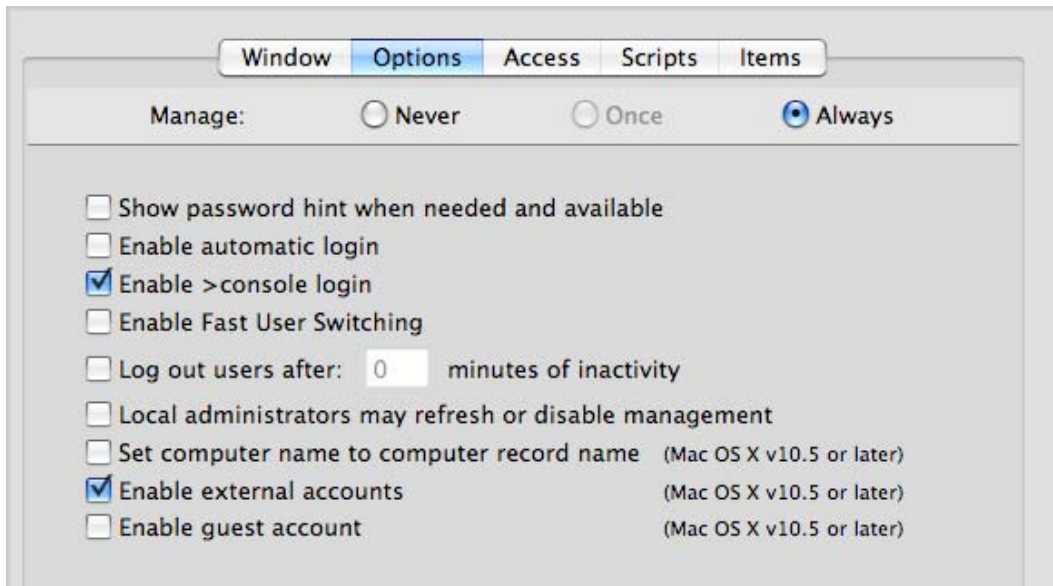 Window Options Access Scripts Items
Manage: Never Once Always
Show password hint when needed and available
Enable automatic login
Enable >console login
Enable Fast User Switching
Log out users after: 0 minutes of inactivity
Local administrators may refresh or disable management
Set computer name to computer record name (Mac OS X v10.5 or later)
Enable external accounts (Mac OS X v10.5 or later)
Enable guest account (Mac OS X v10.5 or later)